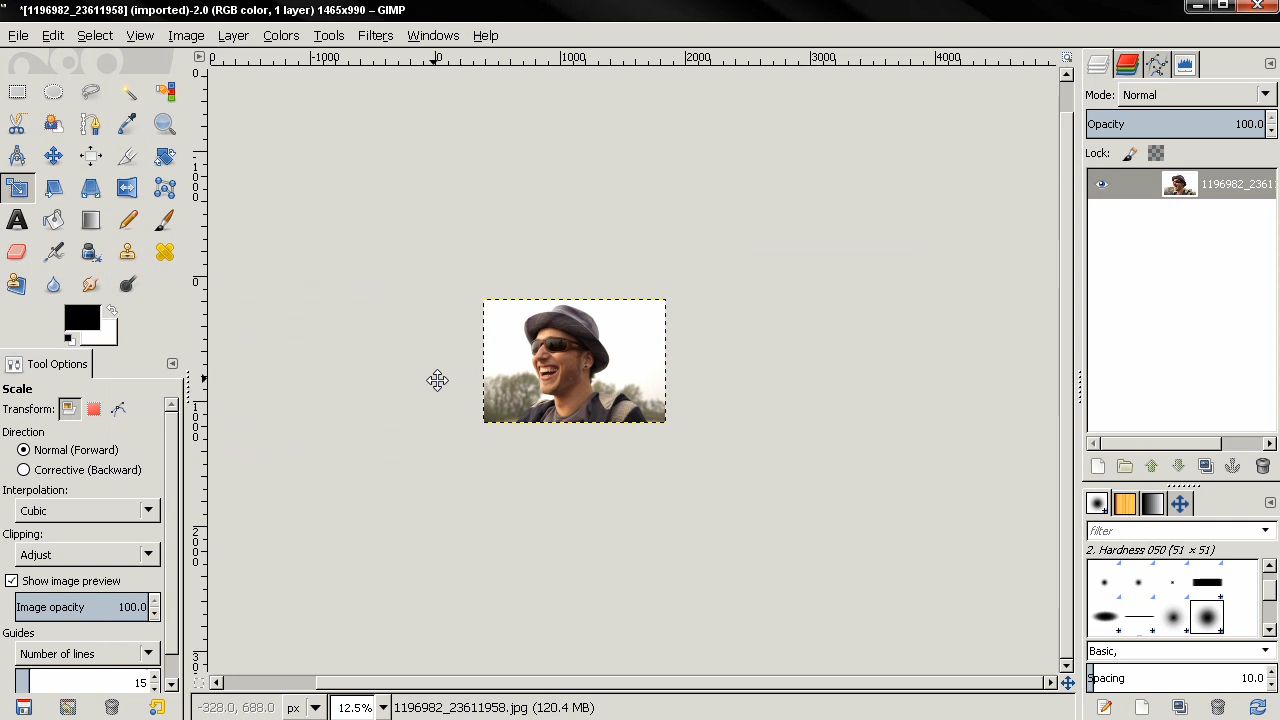 *[1196982_23611958] (imported)-2.0 (RGB color, 1 layer) 1465x990 – GIMP
File Edit Select View Image Layer Colors Tools Filters Windows Help
-1000 0 1000 2000 3000 4000
Mode: Normal
Opacity 100.0
Lock:
1196982_2361
Tool Options
Scale
Transform:
Direction
Normal (Forward)
Corrective (Backward)
Interpolation:
Cubic
Clipping:
Adjust
Show image preview
Image opacity 100.0
Guides
Number of lines
15
filter
2. Hardness 050 (51 × 51)
Basic,
Spacing 10.0
-328.0, 688.0 px 12.5% 1196982_23611958.jpg (120.4 MB)